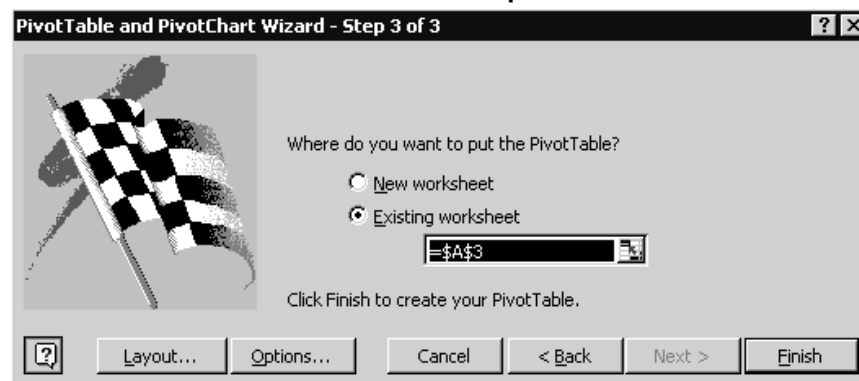 PivotTable and PivotChart Wizard - Step 3 of 3
Where do you want to put the PivotTable?
New worksheet
Existing worksheet
=$A$3
Click Finish to create your PivotTable.
Layout... Options... Cancel < Back Next > Finish